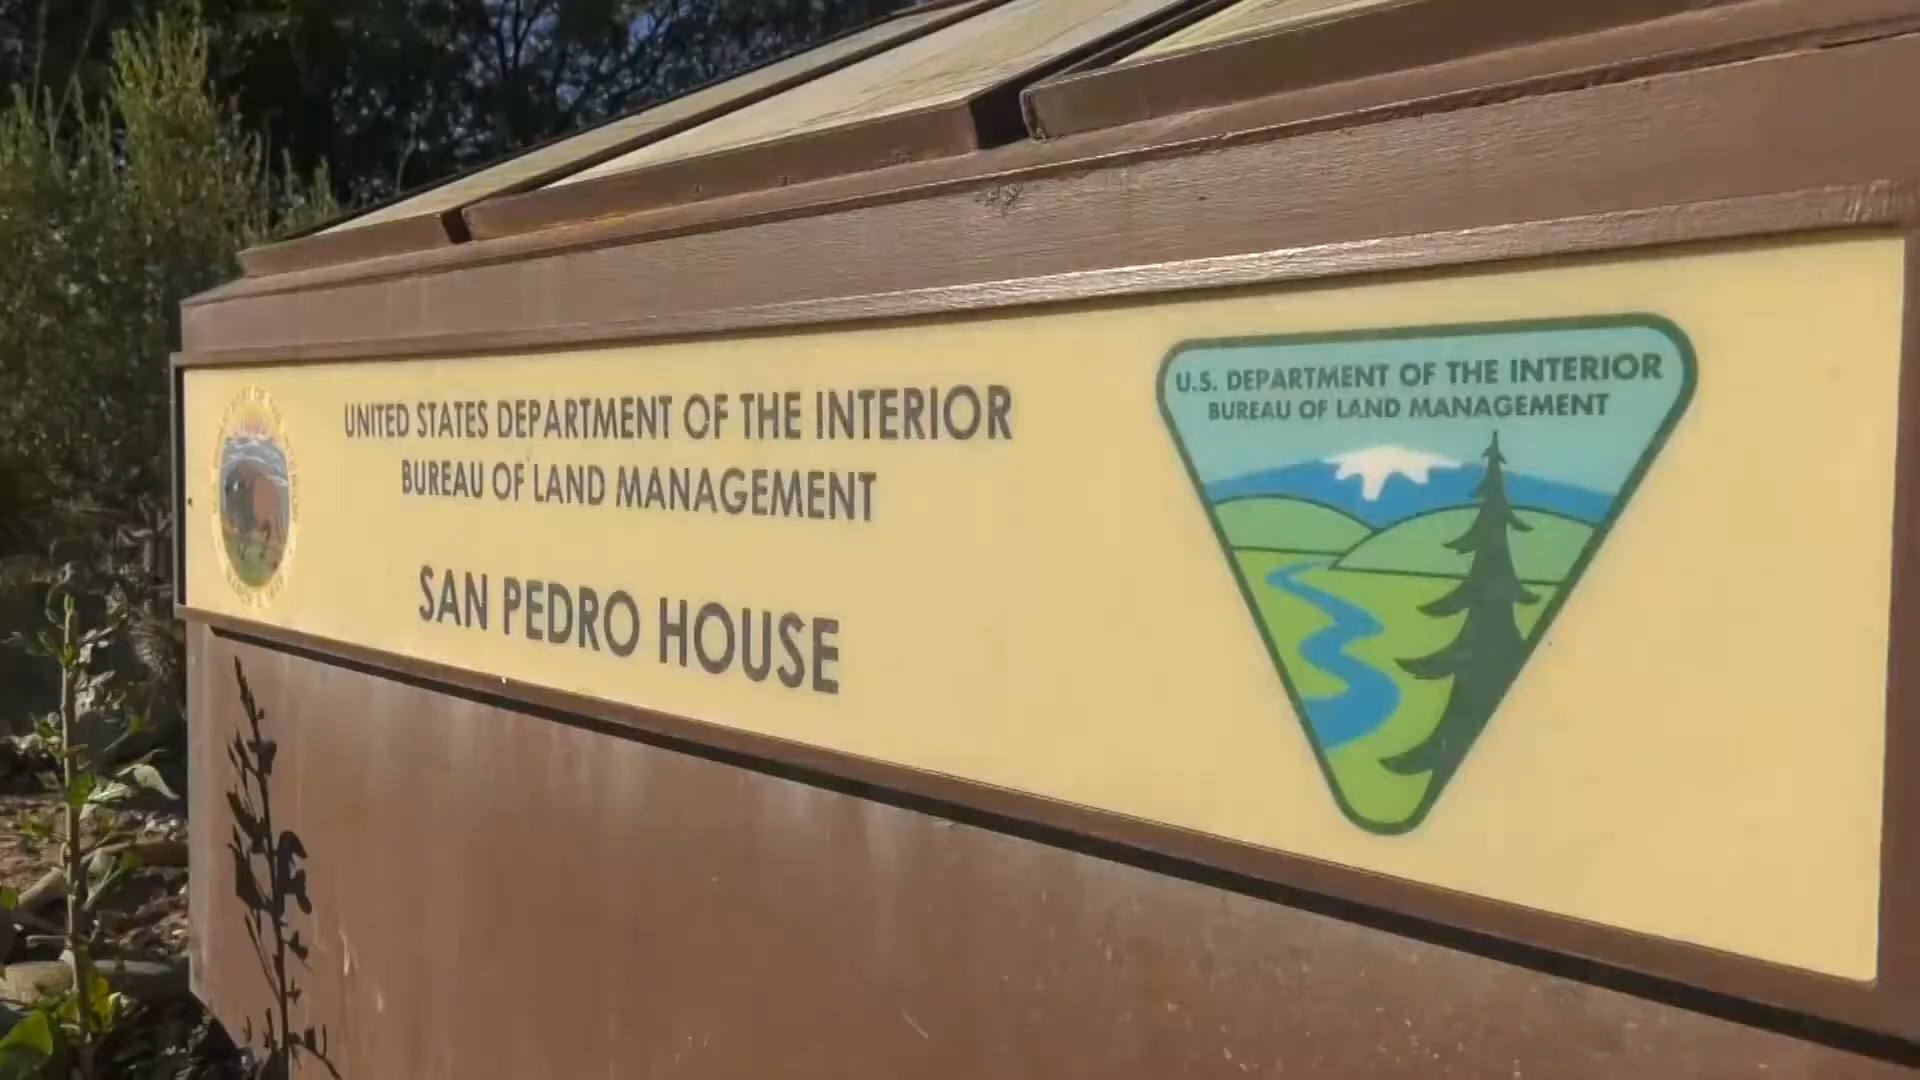 UNITED STATES DEPARTMENT OF THE INTERIOR
BUREAU OF LAND MANAGEMENT
SAN PEDRO HOUSE
U.S. DEPARTMENT OF THE INTERIOR
BUREAU OF LAND MANAGEMENT